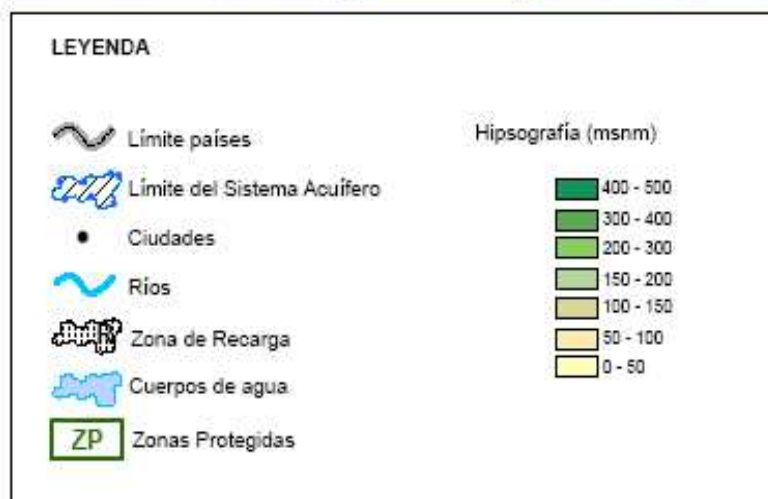 LEYENDA
Límite países
Límite del Sistema Acuífero
Ciudades
Ríos
Zona de Recarga
Cuerpos de agua
ZP Zonas Protegidas
Hipsografía (msnm)
400 - 500
300 - 400
200 - 300
150 - 200
100 - 150
50 - 100
0 - 50